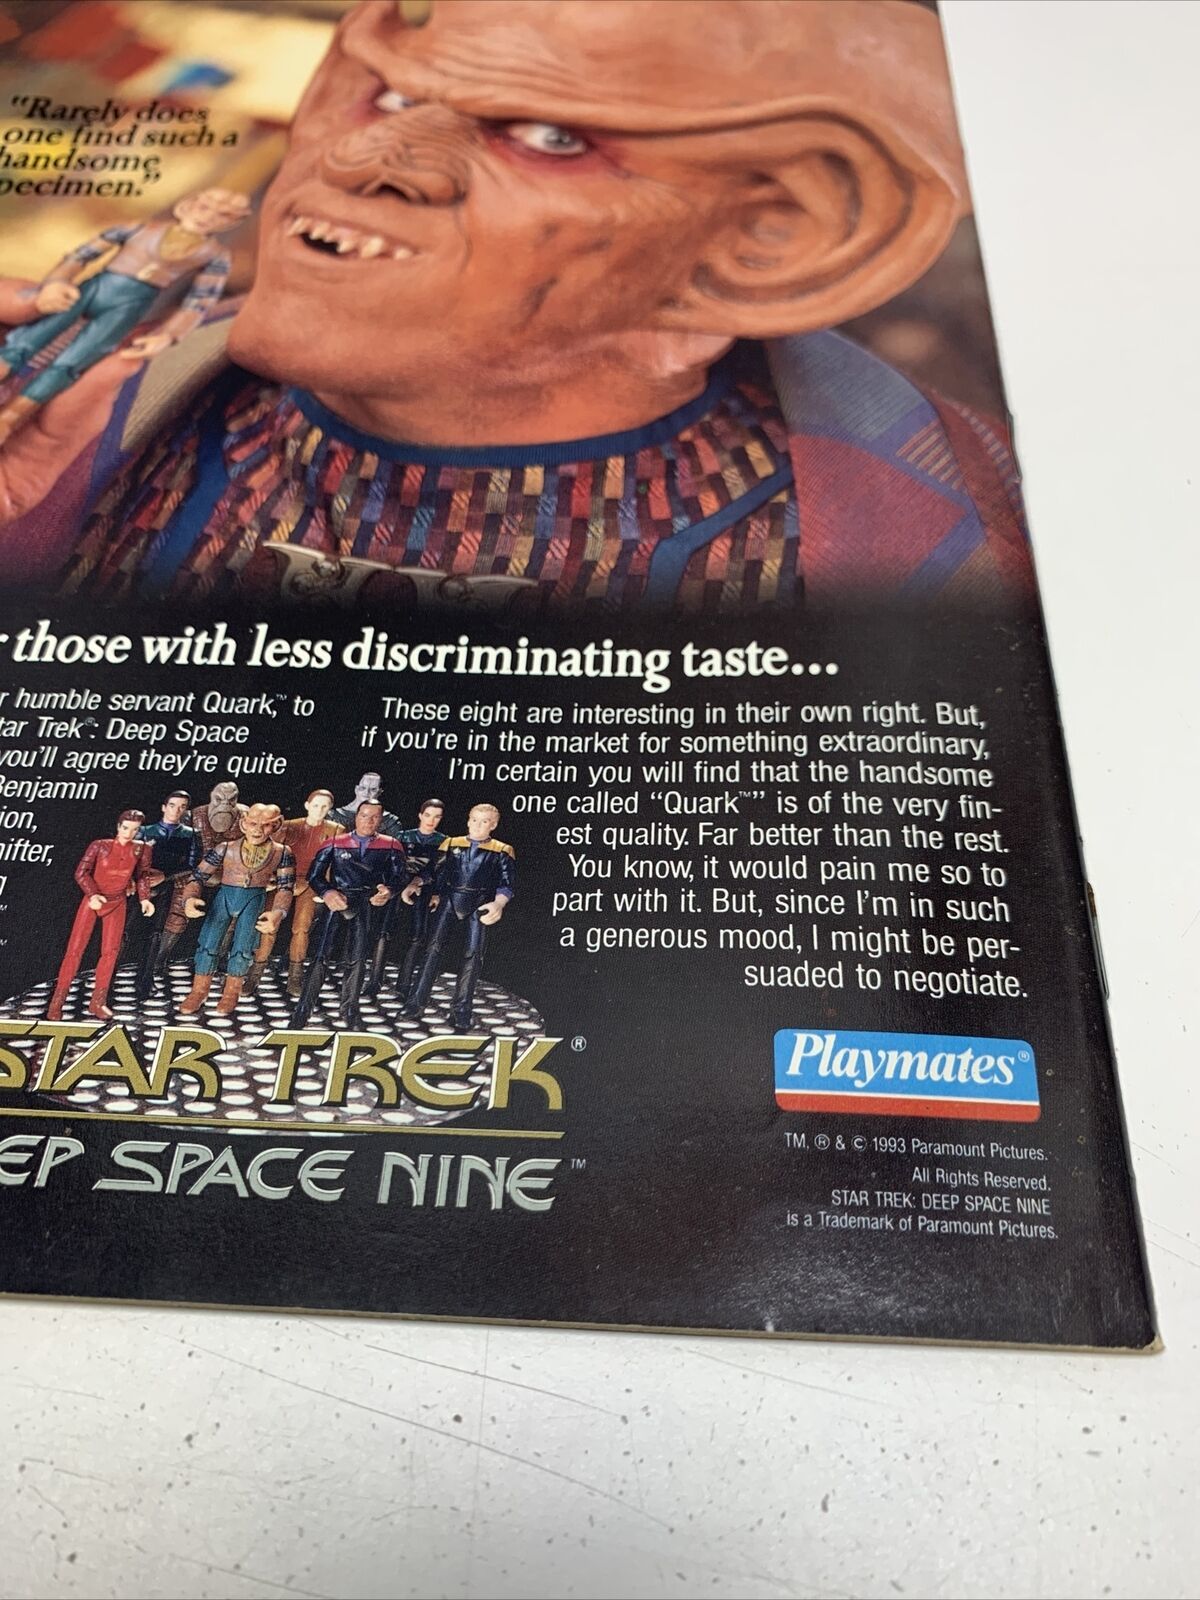 "Rarely does
one find such a
handsome
pecimen."
those with less discriminating taste...
humble servant Quark,™ to
tar Trek®: Deep Space
you'll agree they're quite
Benjamin
ion,
hifter,
g
™
™
These eight are interesting in their own right. But,
if you're in the market for something extraordinary,
I'm certain you will find that the handsome
one called "Quark™" is of the very fin-
est quality. Far better than the rest.
You know, it would pain me so to
part with it. But, since I'm in such
a generous mood, I might be per-
suaded to negotiate.
STAR TREK®
EEP SPACE NINE™
Playmates®
TM, ® & © 1993 Paramount Pictures.
All Rights Reserved.
STAR TREK: DEEP SPACE NINE
is a Trademark of Paramount Pictures.